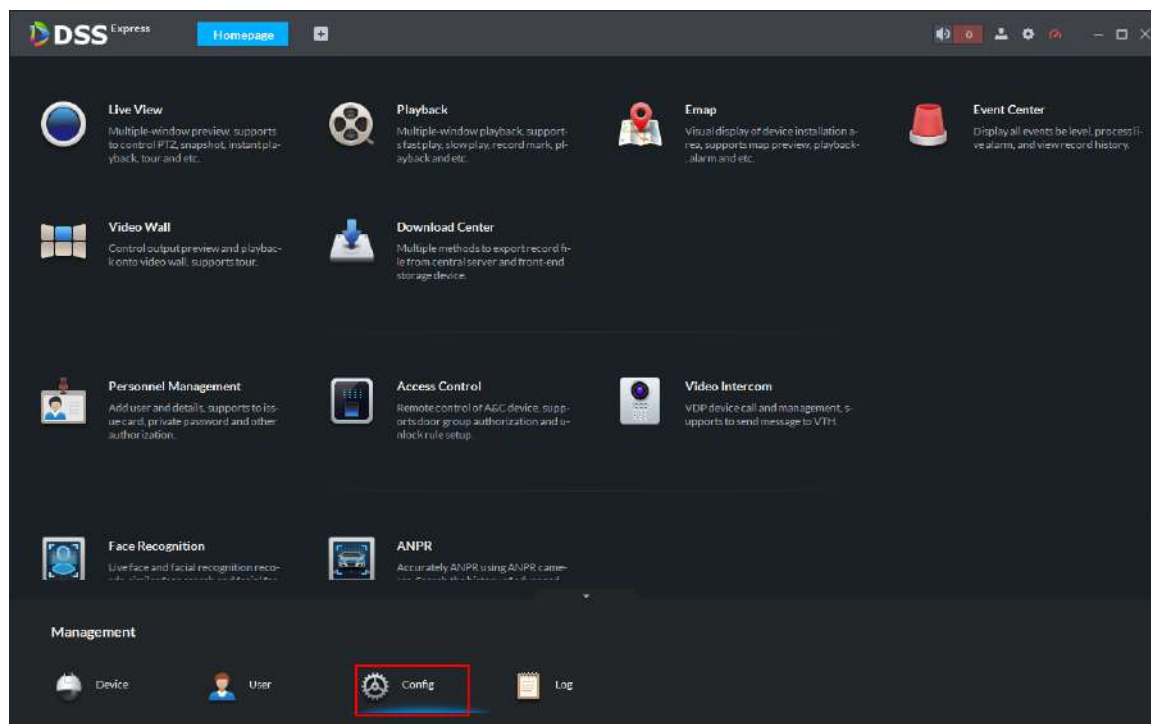 DSS Express
Homepage
0
Live View
Multiple-window preview, supports
to control PTZ, snapshot, instant pla-
yback, tour and etc.
Playback
Multiple-window playback, support-
s fast play, slow play, record mark, pl-
ayback and etc.
Emap
Visual display of device installation a-
rea, supports map preview, playback-
, alarm and etc.
Event Center
Display all events be level, process li-
ve alarm, and view record history.
Video Wall
Control output preview and playbac-
k onto video wall, supports tour.
Download Center
Multiple methods to export record fi-
le from central server and front-end
storage device.
Personnel Management
Add user and details, supports to iss-
ue card, private password and other
authorization.
Access Control
Remote control of A&C device, supp-
orts door group authorization and u-
nlock rule setup.
Video Intercom
VDP device call and management, s-
upports to send message to VTH.
Face Recognition
Live face and facial recognition reco-
ANPR
Accurately ANPR using ANPR came-
Management
Device
User
Config
Log